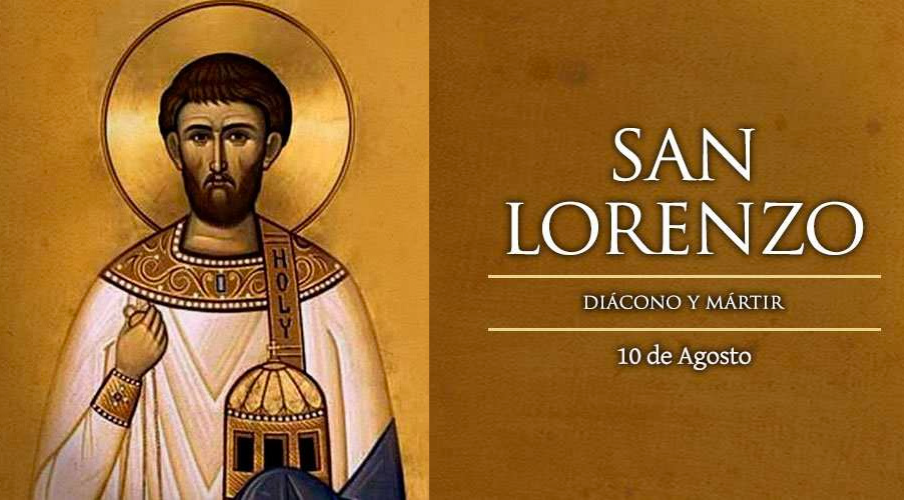 HOLY
SAN
LORENZO
DIÁCONO Y MÁRTIR
10 de Agosto